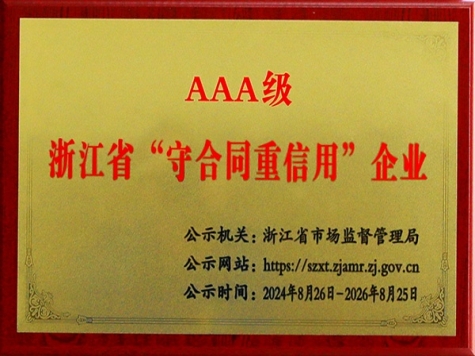 AAA级
浙江省“守合同重信用”企业
公示机关：浙江省市场监督管理局
公示网站：https://szxt.zjamr.zj.gov.cn
公示时间：2024年8月26日-2026年8月25日